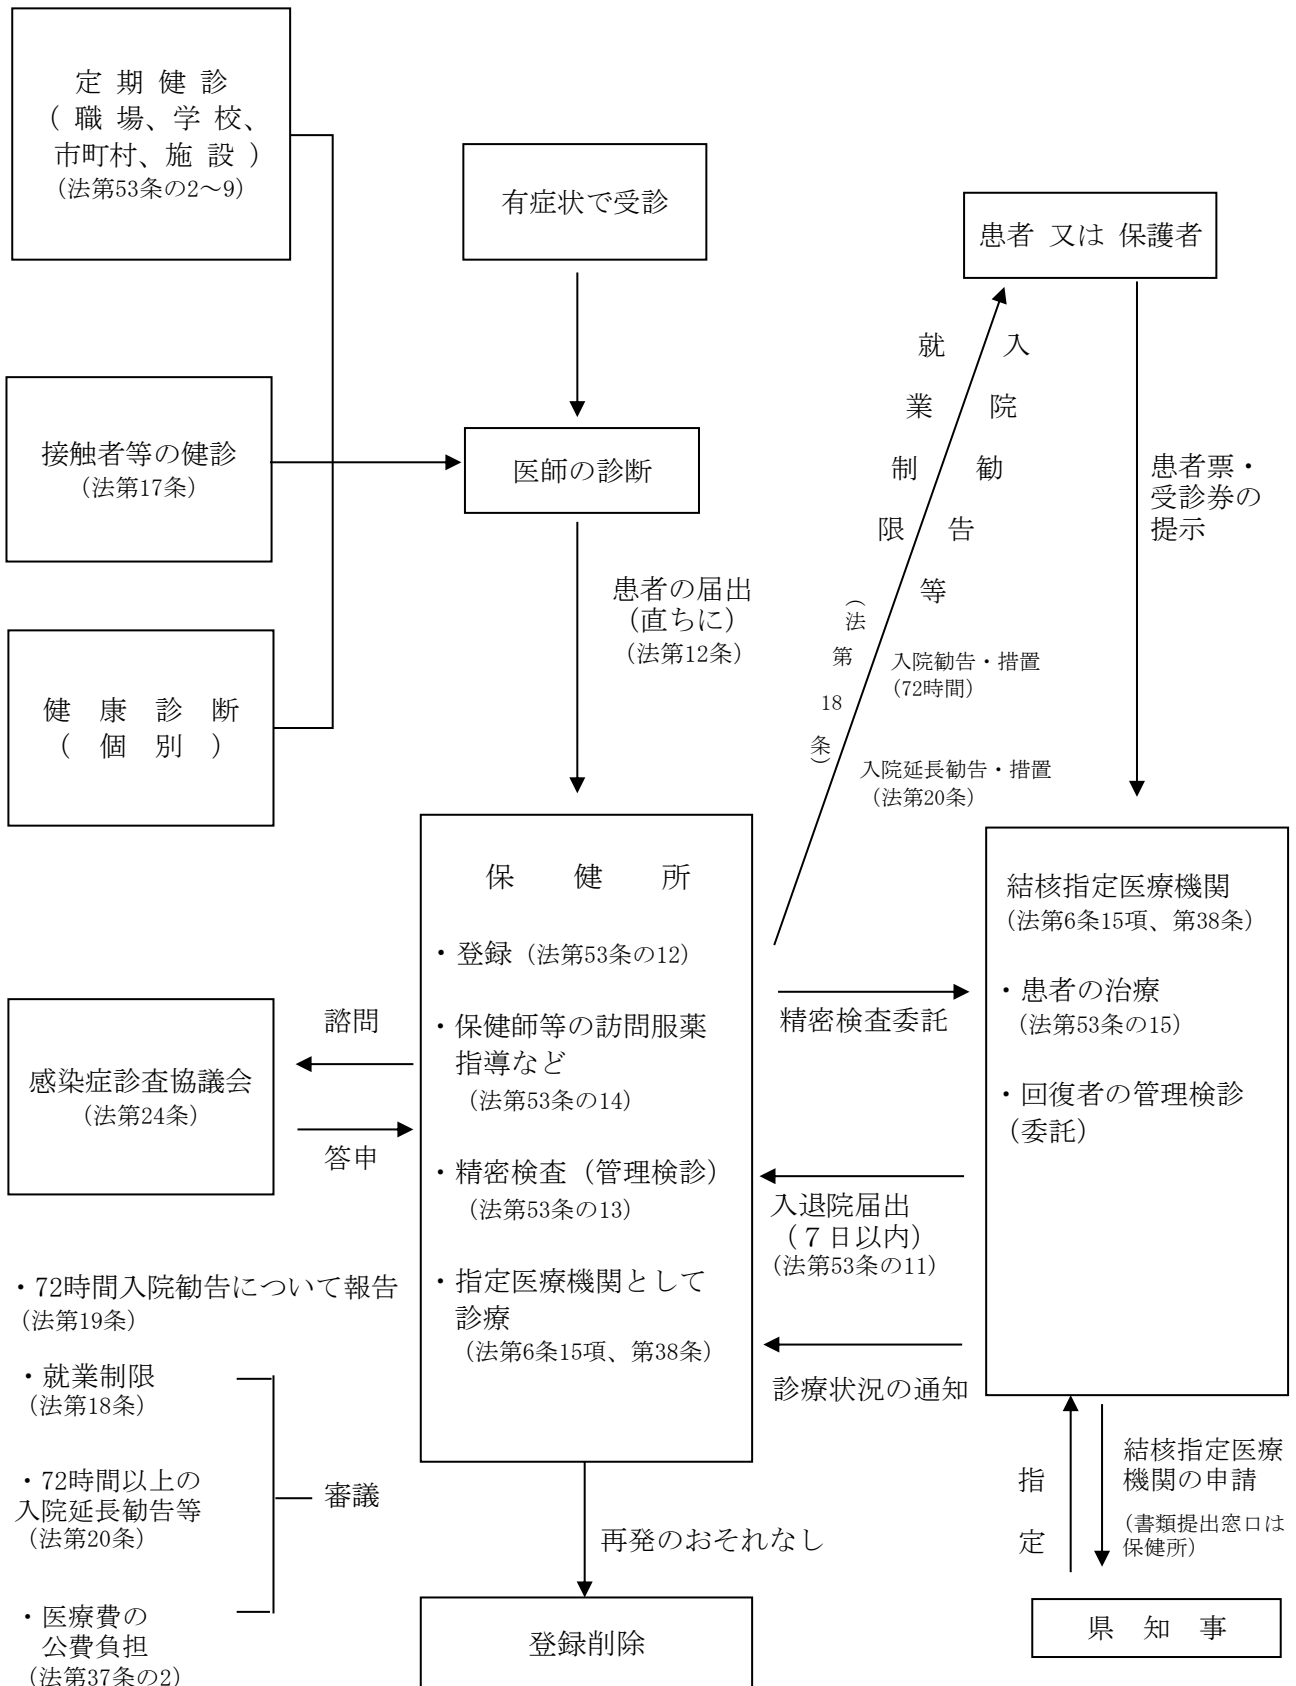 定期健診
（職場、学校、
市町村、施設）
（法第53条の2～9）
有症状で受診
患者 又は 保護者
接触者等の健診
（法第17条）
医師の診断
健康診断
（個別）
患者の届出
（直ちに）
（法第12条）
就業制限
入院勧告等
（法第18条）
入院勧告・措置
（72時間）
入院延長勧告・措置
（法第20条）
患者票・
受診券の
提示
保健所
・登録（法第53条の12）
・保健師等の訪問服薬
指導など
（法第53条の14）
・精密検査（管理検診）
（法第53条の13）
・指定医療機関として
診療
（法第6条15項、第38条）
結核指定医療機関
（法第6条15項、第38条）
・患者の治療
（法第53条の15）
・回復者の管理検診
（委託）
精密検査委託
入退院届出
（７日以内）
（法第53条の11）
診療状況の通知
感染症診査協議会
（法第24条）
諮問
答申
・72時間入院勧告について報告
（法第19条）
・就業制限
（法第18条）
・72時間以上の
入院延長勧告等
（法第20条）
・医療費の
公費負担
（法第37条の2）
審議
再発のおそれなし
登録削除
指定
結核指定医療
機関の申請
（書類提出窓口は
保健所）
県知事